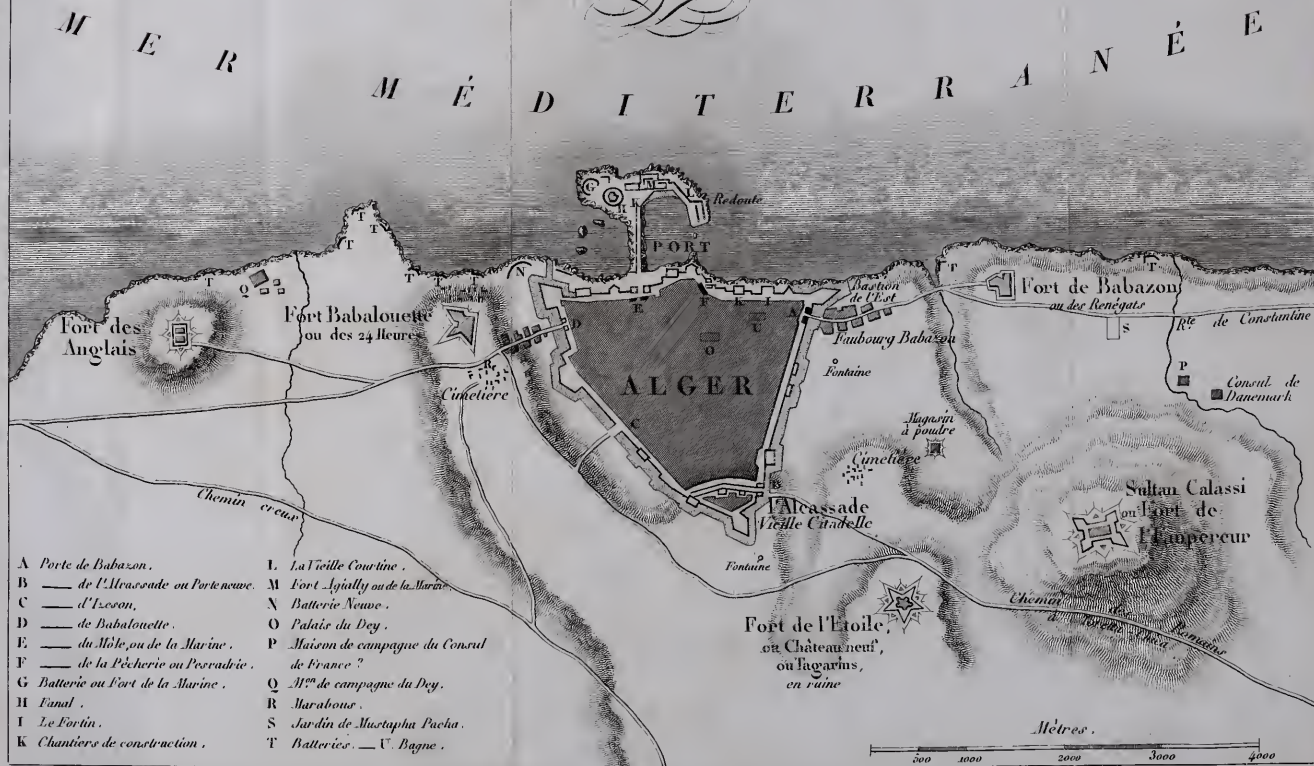 MER MÉDITERRANÉE
Redoute
PORT
Fort des
Anglais
Fort Babalouette
ou des 24 Heures
Cimetiere
Bastion
de l'Est
Faubourg Babazon
Fort de Babazon
ou des Renégats
Rte de Constantine
Consul de
Danemark
Fontaine
ALGER
Magasin
à poudre
Cimetière
l'Alcassade
Vieille Citadelle
Sultan Calassi
ou Fort de
l'Empereur
Fontaine
Chemin creux
Fort de l'Etoile,
ou Château neuf,
ou Tagarins,
en ruine
Chemin des Romains
T T T T T T T T T T T
Q N G I K M L E F K I A U O D C B R S P
A Porte de Babazon.
B ___ de l'Alcassade ou Porte neuve.
C ___ d'Izeson,
D ___ de Babalouette.
E ___ du Môle, ou de la Marine.
F ___ de la Pêcherie ou Pescadrie.
G Batterie ou Fort de la Marine.
H Fanal.
I Le Fortin.
K Chantiers de construction.
L La Vieille Courtine.
M Fort Agially ou de la Marine.
N Batterie Neuve.
O Palais du Dey.
P Maison de campagne du Consul
de France ?
Q Mon de campagne du Dey.
R Marabous.
S Jardin de Mustapha Pacha.
T Batteries. — U. Bagne.
Mètres.
500 1000 2000 3000 4000